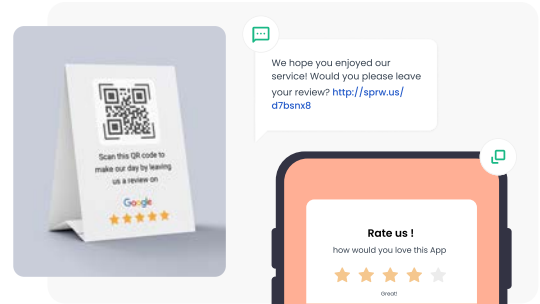 Scan this QR code to
make our day by leaving
us a review on
Google
We hope you enjoyed our
service! Would you please leave
your review? http://sprw.us/
d7bsnx8
Rate us !
how would you love this App
Great!